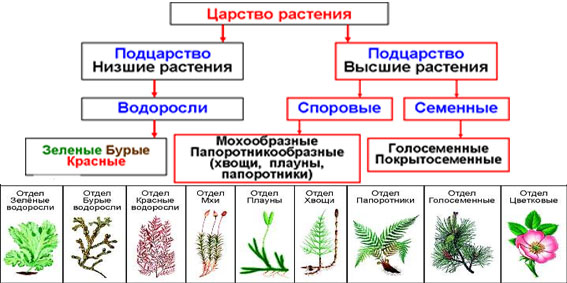 Царство растения
Подцарство
Низшие растения
Подцарство
Высшие растения
Водоросли
Споровые
Семенные
Зеленые Бурые
Красные
Мохообразные
Папоротникообразные
(хвощи, плауны,
папоротники)
Голосеменные
Покрытосеменные
Отдел
Зелёные
водоросли
Отдел
Бурые
водоросли
Отдел
Красные
водоросли
Отдел
Мхи
Отдел
Плауны
Отдел
Хвощи
Отдел
Папоротники
Отдел
Голосеменные
Отдел
Цветковые